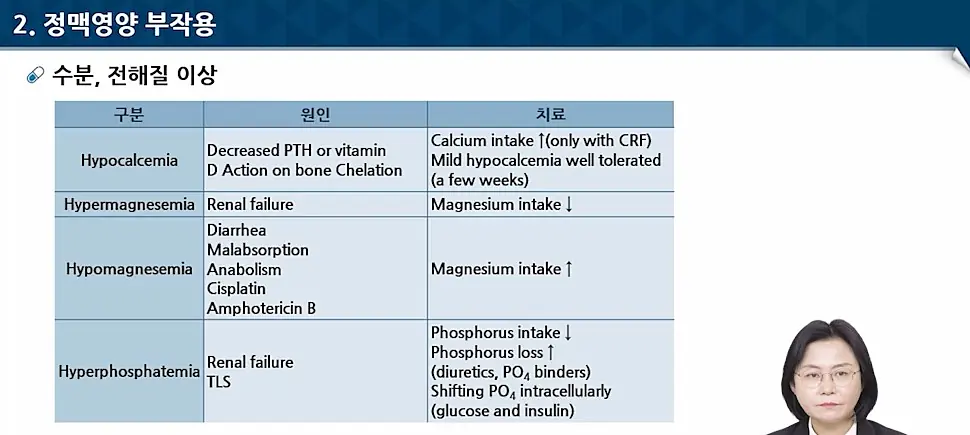 2. 정맥영양 부작용
수분, 전해질 이상
구분 원인 치료
Hypocalcemia
Decreased PTH or vitamin
D Action on bone Chelation
Calcium intake ↑(only with CRF)
Mild hypocalcemia well tolerated
(a few weeks)
Hypermagnesemia
Renal failure
Magnesium intake ↓
Hypomagnesemia
Diarrhea
Malabsorption
Anabolism
Cisplatin
Amphotericin B
Magnesium intake ↑
Hyperphosphatemia
Renal failure
TLS
Phosphorus intake ↓
Phosphorus loss ↑
(diuretics, PO₄ binders)
Shifting PO₄ intracellularly
(glucose and insulin)